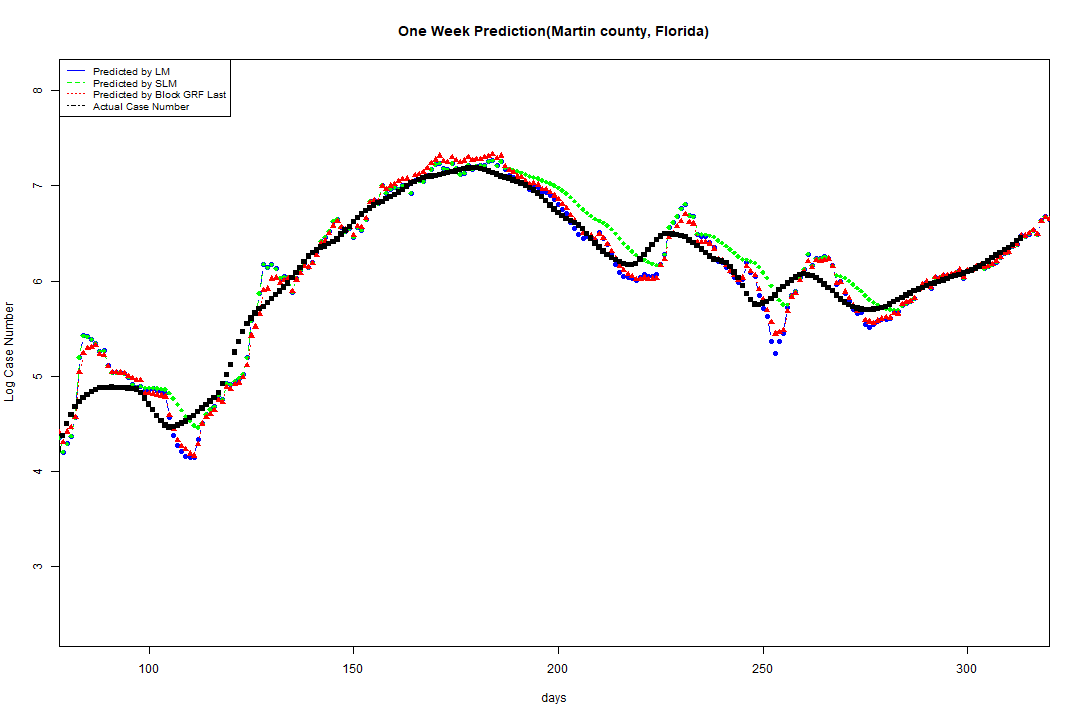 One Week Prediction(Martin county, Florida)
Predicted by LM
Predicted by SLM
Predicted by Block GRF Last
Actual Case Number
8
7
6
5
4
3
Log Case Number
100 150 200 250 300
days